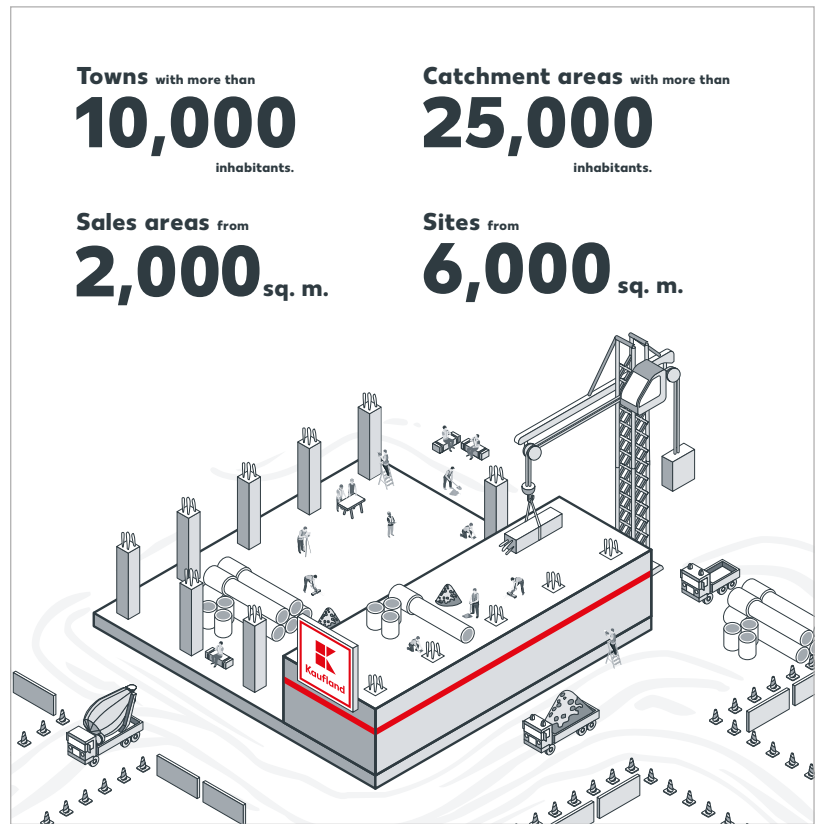 Towns with more than
10,000
inhabitants.
Catchment areas with more than
25,000
inhabitants.
Sales areas from
2,000 sq. m.
Sites from
6,000 sq. m.
Kaufland